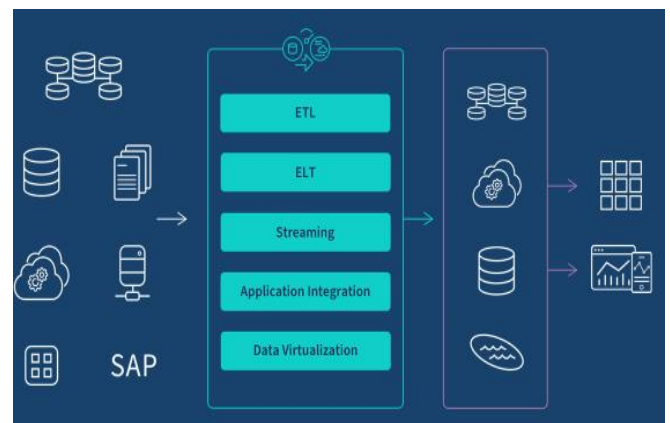 ETL
ELT
Streaming
Application Integration
Data Virtualization
SAP